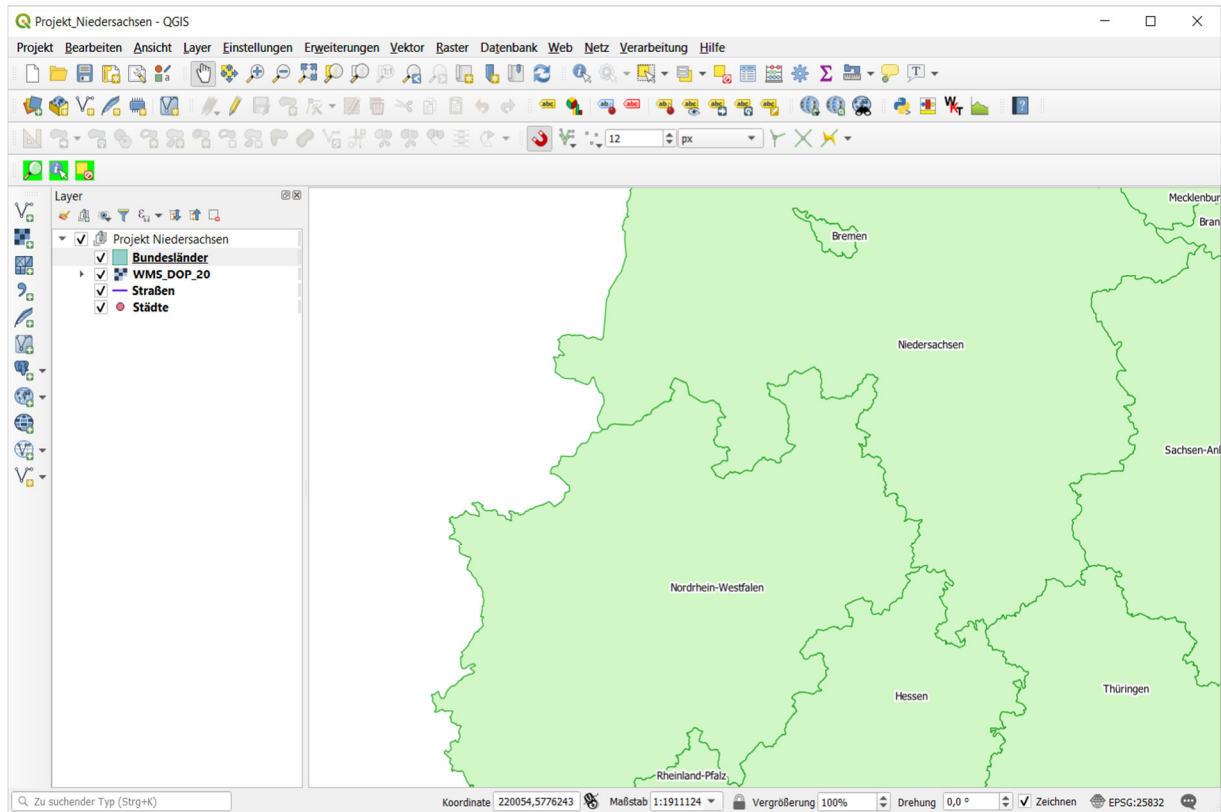 Projekt_Niedersachsen - QGIS
Projekt Bearbeiten Ansicht Layer Einstellungen Erweiterungen Vektor Raster Datenbank Web Netz Verarbeitung Hilfe
12 px
Layer
Projekt Niedersachsen
Bundesländer
WMS_DOP_20
Straßen
Städte
Mecklenbur
Bran
Bremen
Niedersachsen
Sachsen-Anl
Nordrhein-Westfalen
Thüringen
Hessen
Rheinland-Pfalz
Zu suchender Typ (Strg+K) Koordinate 220054,5776243 Maßstab 1:1911124 Vergrößerung 100% Drehung 0,0 ° Zeichnen EPSG:25832